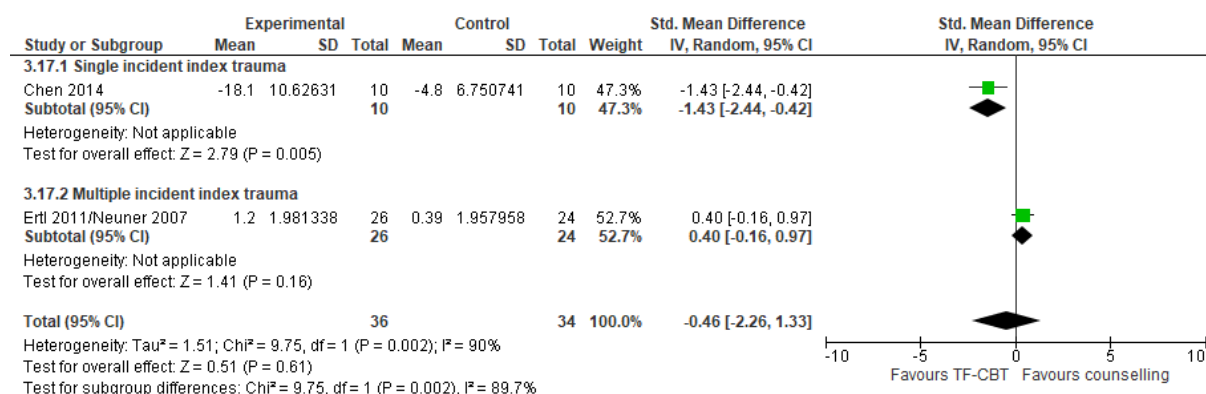 Experimental Control Std. Mean Difference Std. Mean Difference
Study or Subgroup Mean SD Total Mean SD Total Weight IV, Random, 95% CI IV, Random, 95% CI
3.17.1 Single incident index trauma
Chen 2014 -18.1 10.62631 10 -4.8 6.750741 10 47.3% -1.43 [-2.44, -0.42]
Subtotal (95% CI) 10 10 47.3% -1.43 [-2.44, -0.42]
Heterogeneity: Not applicable
Test for overall effect: Z = 2.79 (P = 0.005)
3.17.2 Multiple incident index trauma
Ertl 2011/Neuner 2007 1.2 1.981338 26 0.39 1.957958 24 52.7% 0.40 [-0.16, 0.97]
Subtotal (95% CI) 26 24 52.7% 0.40 [-0.16, 0.97]
Heterogeneity: Not applicable
Test for overall effect: Z = 1.41 (P = 0.16)
Total (95% CI) 36 34 100.0% -0.46 [-2.26, 1.33]
Heterogeneity: Tau² = 1.51; Chi² = 9.75, df = 1 (P = 0.002); I² = 90%
Test for overall effect: Z = 0.51 (P = 0.61)
Test for subgroup differences: Chi² = 9.75, df = 1 (P = 0.002), I² = 89.7%
-10 -5 0 5 10
Favours TF-CBT Favours counselling